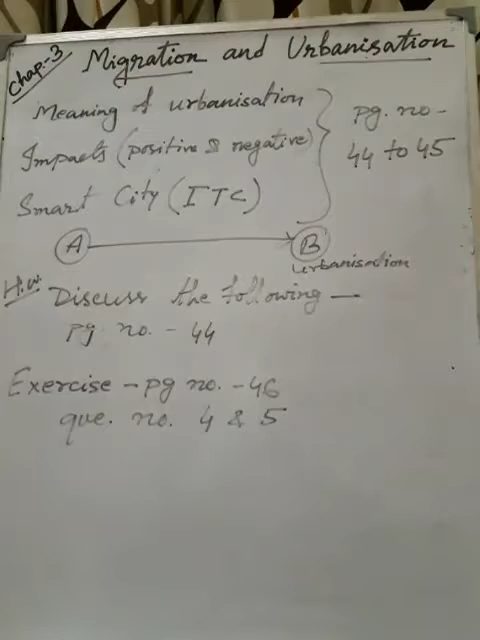 Chap-3 Migration and Urbanisation
Meaning of urbanisation
Impacts (positive & negative)
Smart City (ITC)
pg. no-
44 to 45
A B
urbanisation
H.W. Discuss the following —
pg no. - 44
Exercise - pg no. -46
que. no. 4 & 5